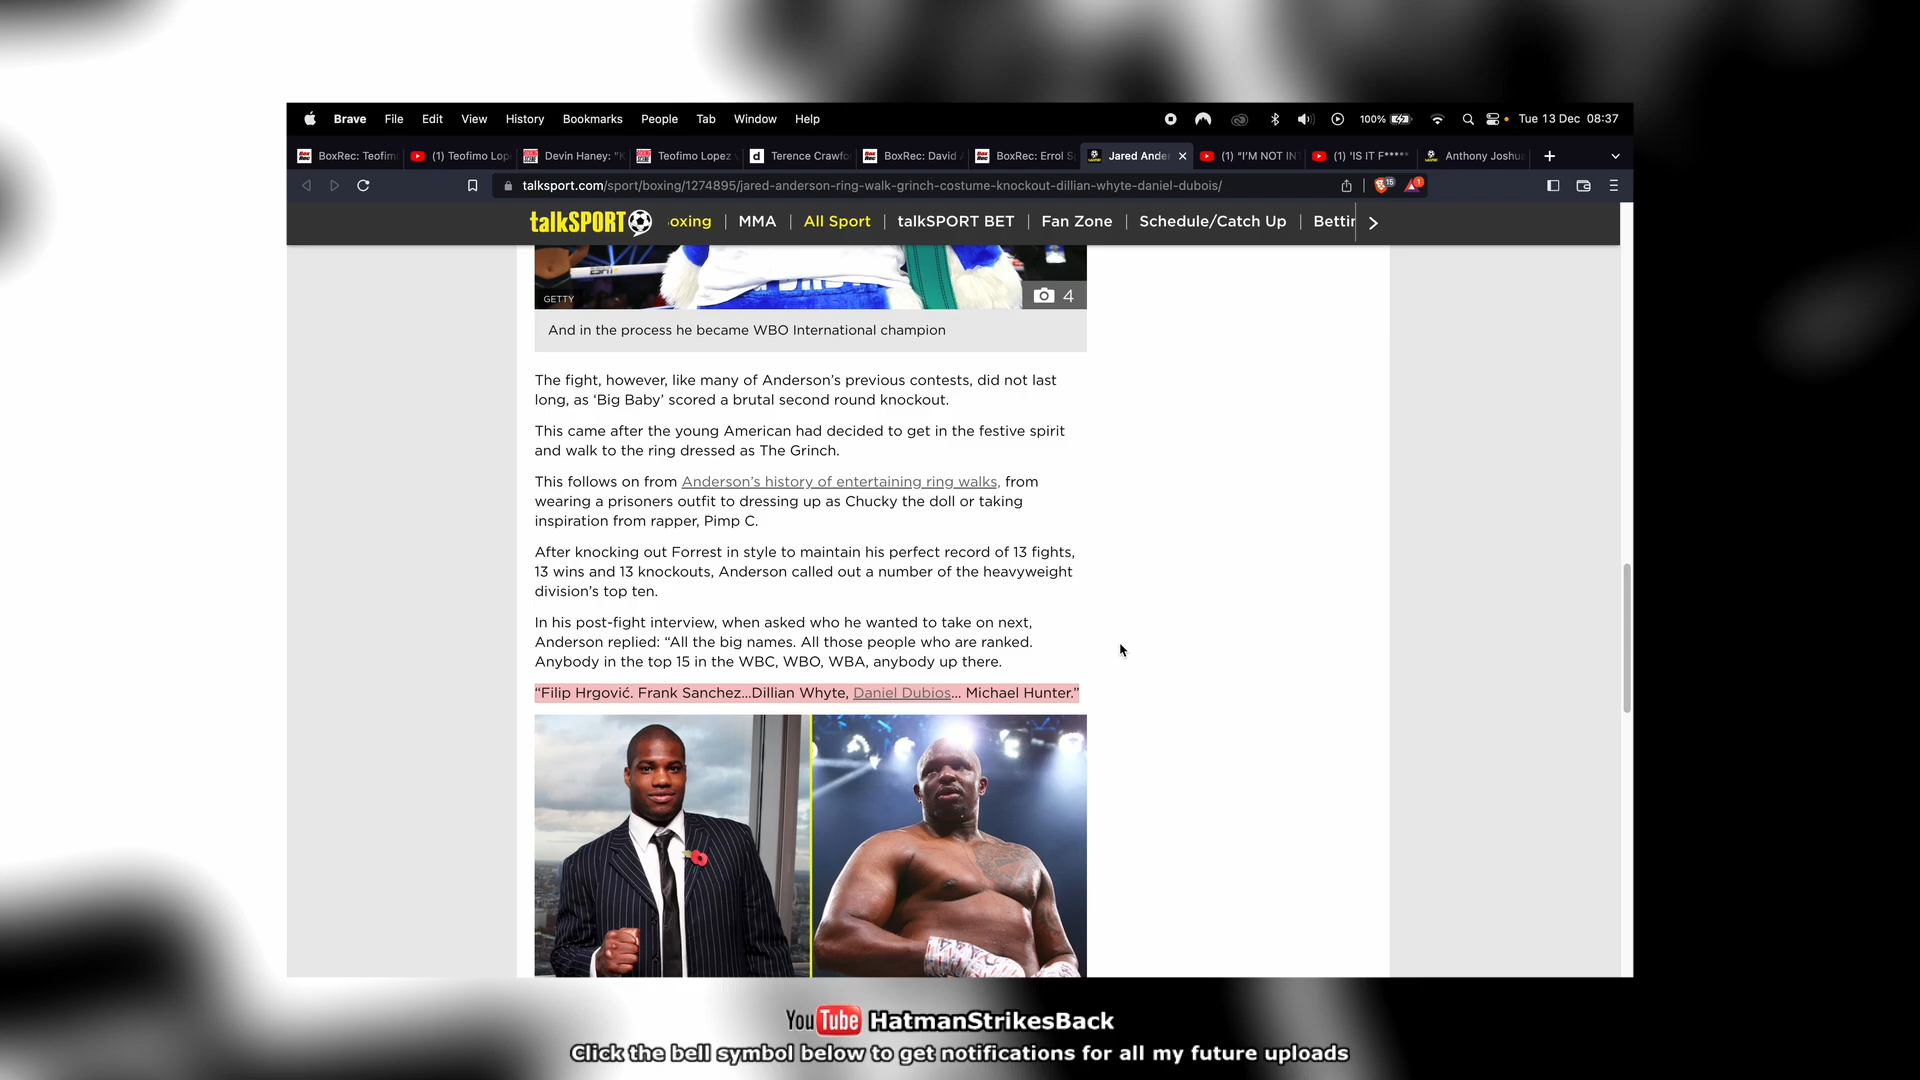 Brave File Edit View History Bookmarks People Tab Window Help 100% Tue 13 Dec 08:37
BoxRec: Teofim (1) Teofimo Lop Devin Haney: "K Teofimo Lopez Terence Crawfo BoxRec: David BoxRec: Errol S Jared Ande (1) "I'M NOT IN (1) 'IS IT F***** Anthony Joshu
talksport.com/sport/boxing/1274895/jared-anderson-ring-walk-grinch-costume-knockout-dillian-whyte-daniel-dubois/ 15 1
talkSPORT oxing | MMA | All Sport | talkSPORT BET | Fan Zone | Schedule/Catch Up | Bettin
GETTY 4
And in the process he became WBO International champion
The fight, however, like many of Anderson's previous contests, did not last
long, as ‘Big Baby’ scored a brutal second round knockout.
This came after the young American had decided to get in the festive spirit
and walk to the ring dressed as The Grinch.
This follows on from Anderson's history of entertaining ring walks, from
wearing a prisoners outfit to dressing up as Chucky the doll or taking
inspiration from rapper, Pimp C.
After knocking out Forrest in style to maintain his perfect record of 13 fights,
13 wins and 13 knockouts, Anderson called out a number of the heavyweight
division's top ten.
In his post-fight interview, when asked who he wanted to take on next,
Anderson replied: “All the big names. All those people who are ranked.
Anybody in the top 15 in the WBC, WBO, WBA, anybody up there.
“Filip Hrgović. Frank Sanchez...Dillian Whyte, Daniel Dubios... Michael Hunter.”
YouTube HatmanStrikesBack
Click the bell symbol below to get notifications for all my future uploads